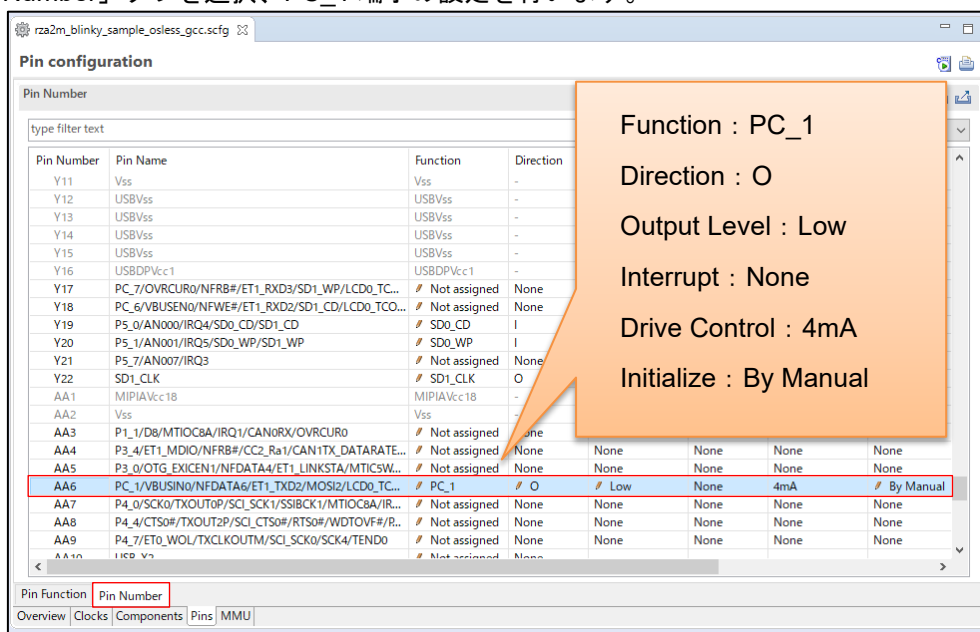 Number」タブを選択、PC_1 端子の設定を行います。
rza2m_blinky_sample_osless_gcc.scfg
Pin configuration
Pin Number
type filter text
Pin Number Pin Name Function Direction
Y11 Vss Vss -
Y12 USBVss USBVss -
Y13 USBVss USBVss -
Y14 USBVss USBVss -
Y15 USBVss USBVss -
Y16 USBDPVcc1 USBDPVcc1 -
Y17 PC_7/OVRCUR0/NFRB#/ET1_RXD3/SD1_WP/LCD0_TC... Not assigned None
Y18 PC_6/VBUSEN0/NFWE#/ET1_RXD2/SD1_CD/LCD0_TCO... Not assigned None
Y19 P5_0/AN000/IRQ4/SD0_CD/SD1_CD SD0_CD I
Y20 P5_1/AN001/IRQ5/SD0_WP/SD1_WP SD0_WP I
Y21 P5_7/AN007/IRQ3 Not assigned None
Y22 SD1_CLK SD1_CLK O
AA1 MIPIAVcc18 MIPIAVcc18 -
AA2 Vss Vss -
AA3 P1_1/D8/MTIOC8A/IRQ1/CAN0RX/OVRCUR0 Not assigned None
AA4 P3_4/ET1_MDIO/NFRB#/CC2_Ra1/CAN1TX_DATARATE... Not assigned None None None None None
AA5 P3_0/OTG_EXICEN1/NFDATA4/ET1_LINKSTA/MTIC5W... Not assigned None None None None None
AA6 PC_1/VBUSIN0/NFDATA6/ET1_TXD2/MOSI2/LCD0_TC... PC_1 O Low None 4mA By Manual
AA7 P4_0/SCK0/TXOUT0P/SCI_SCK1/SSIBCK1/MTIOC8A/IR... Not assigned None None None None None
AA8 P4_4/CTS0#/TXOUT2P/SCI_CTS0#/RTS0#/WDTOVF#/R... Not assigned None None None None None
AA9 P4_7/ET0_WOL/TXCLKOUTM/SCI_SCK0/SCK4/TEND0 Not assigned None None None None None
AA10 USB_X2 Not assigned None
Function：PC_1
Direction：O
Output Level：Low
Interrupt：None
Drive Control：4mA
Initialize：By Manual
Pin Function Pin Number
Overview Clocks Components Pins MMU